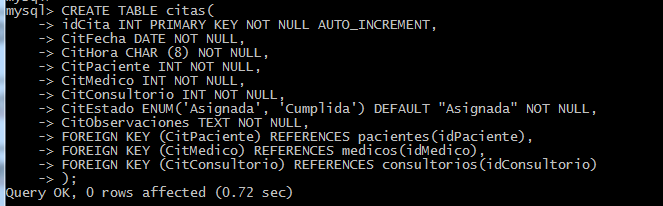 mysql> CREATE TABLE citas(
-> idCita INT PRIMARY KEY NOT NULL AUTO_INCREMENT,
-> CitFecha DATE NOT NULL,
-> CitHora CHAR (8) NOT NULL,
-> CitPaciente INT NOT NULL,
-> CitMedico INT NOT NULL,
-> CitConsultorio INT NOT NULL,
-> CitEstado ENUM('Asignada', 'Cumplida') DEFAULT "Asignada" NOT NULL,
-> CitObservaciones TEXT NOT NULL,
-> FOREIGN KEY (CitPaciente) REFERENCES pacientes(idPaciente),
-> FOREIGN KEY (CitMedico) REFERENCES medicos(idMedico),
-> FOREIGN KEY (CitConsultorio) REFERENCES consultorios(idConsultorio)
-> );
Query OK, 0 rows affected (0.72 sec)